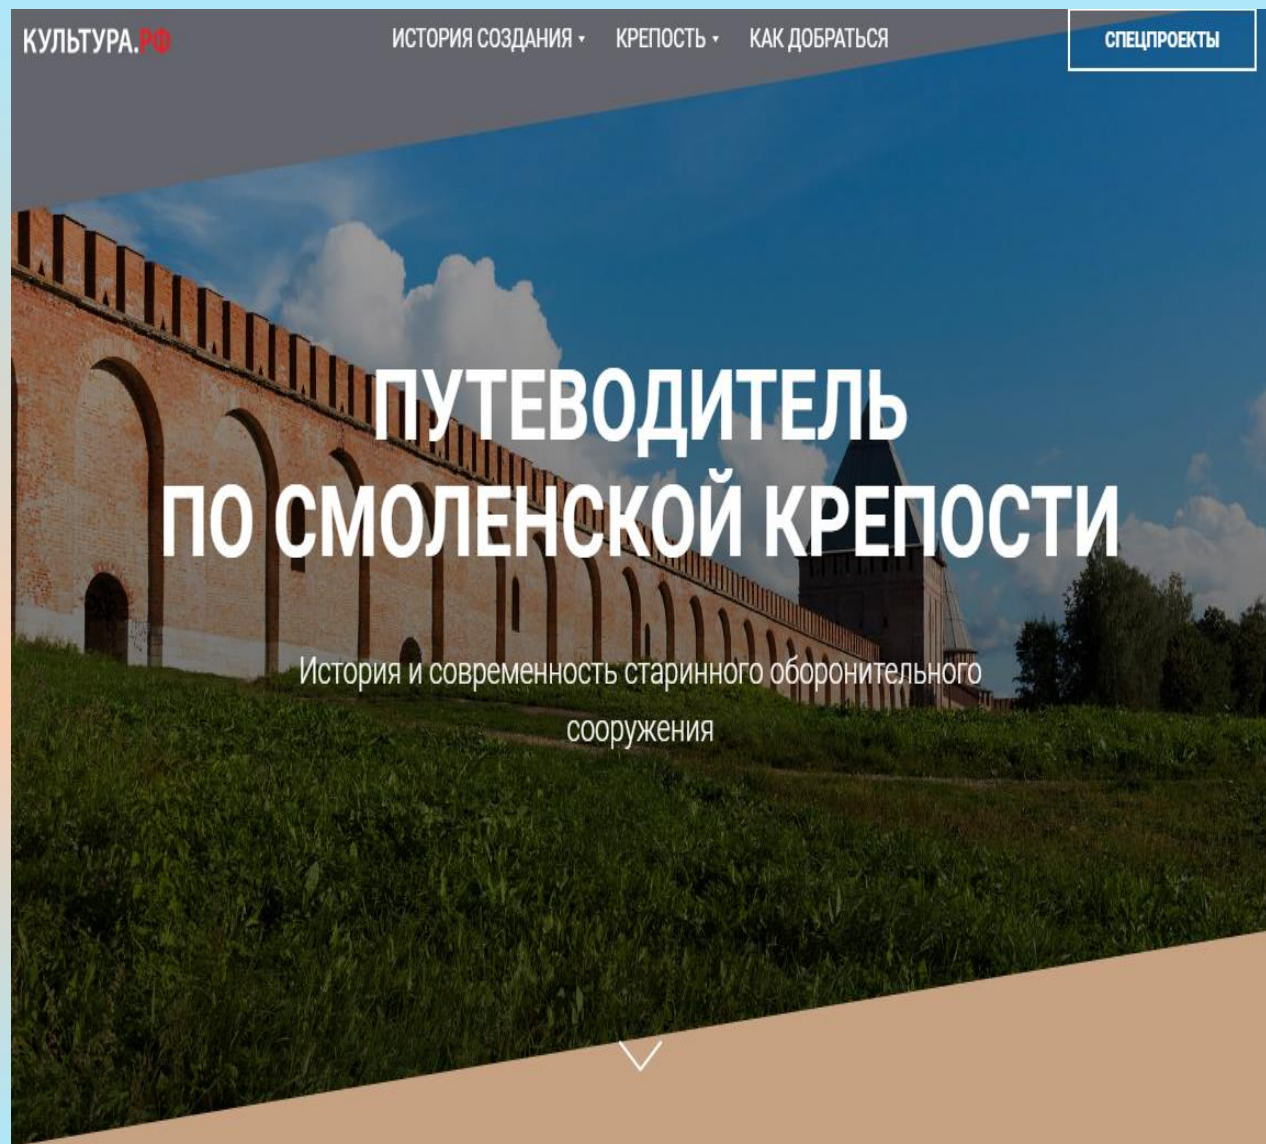 КУЛЬТУРА.РФ
ИСТОРИЯ СОЗДАНИЯ ▾ КРЕПОСТЬ ▾ КАК ДОБРАТЬСЯ
СПЕЦПРОЕКТЫ
ПУТЕВОДИТЕЛЬ
ПО СМОЛЕНСКОЙ КРЕПОСТИ
История и современность старинного оборонительного
сооружения